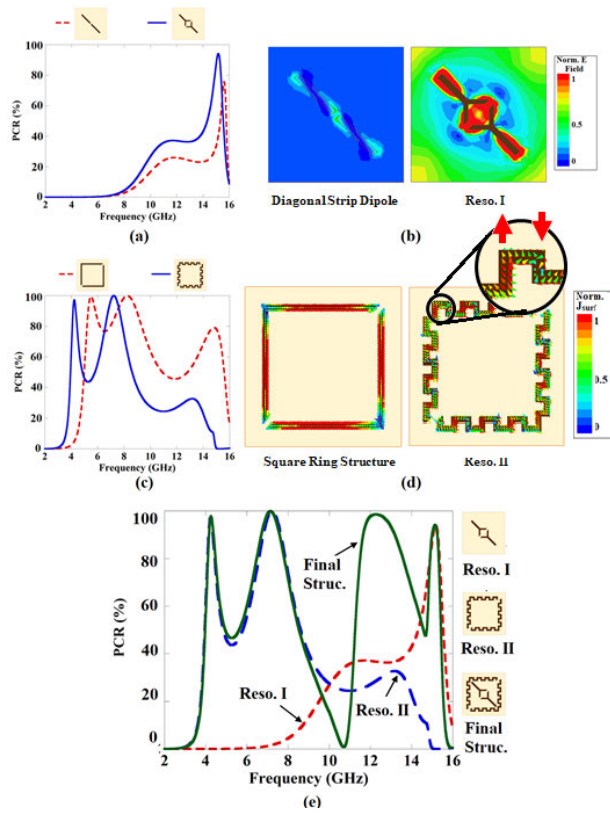 PCR (%)
100
80
60
40
20
0
2 4 6 8 10 12 14 16
Frequency (GHz)
(a)
Diagonal Strip Dipole
Reso. I
Norm. E
Field
1
0.5
0
(b)
PCR (%)
100
80
60
40
20
0
2 4 6 8 10 12 14 16
Frequency (GHz)
(c)
Square Ring Structure
Reso. II
Norm.
Jsurf
1
0.5
0
(d)
PCR (%)
100
80
60
40
20
0
Final
Struc.
Reso. I
Reso. II
2 4 6 8 10 12 14 16
Frequency (GHz)
(e)
Reso. I
Reso. II
Final
Struc.